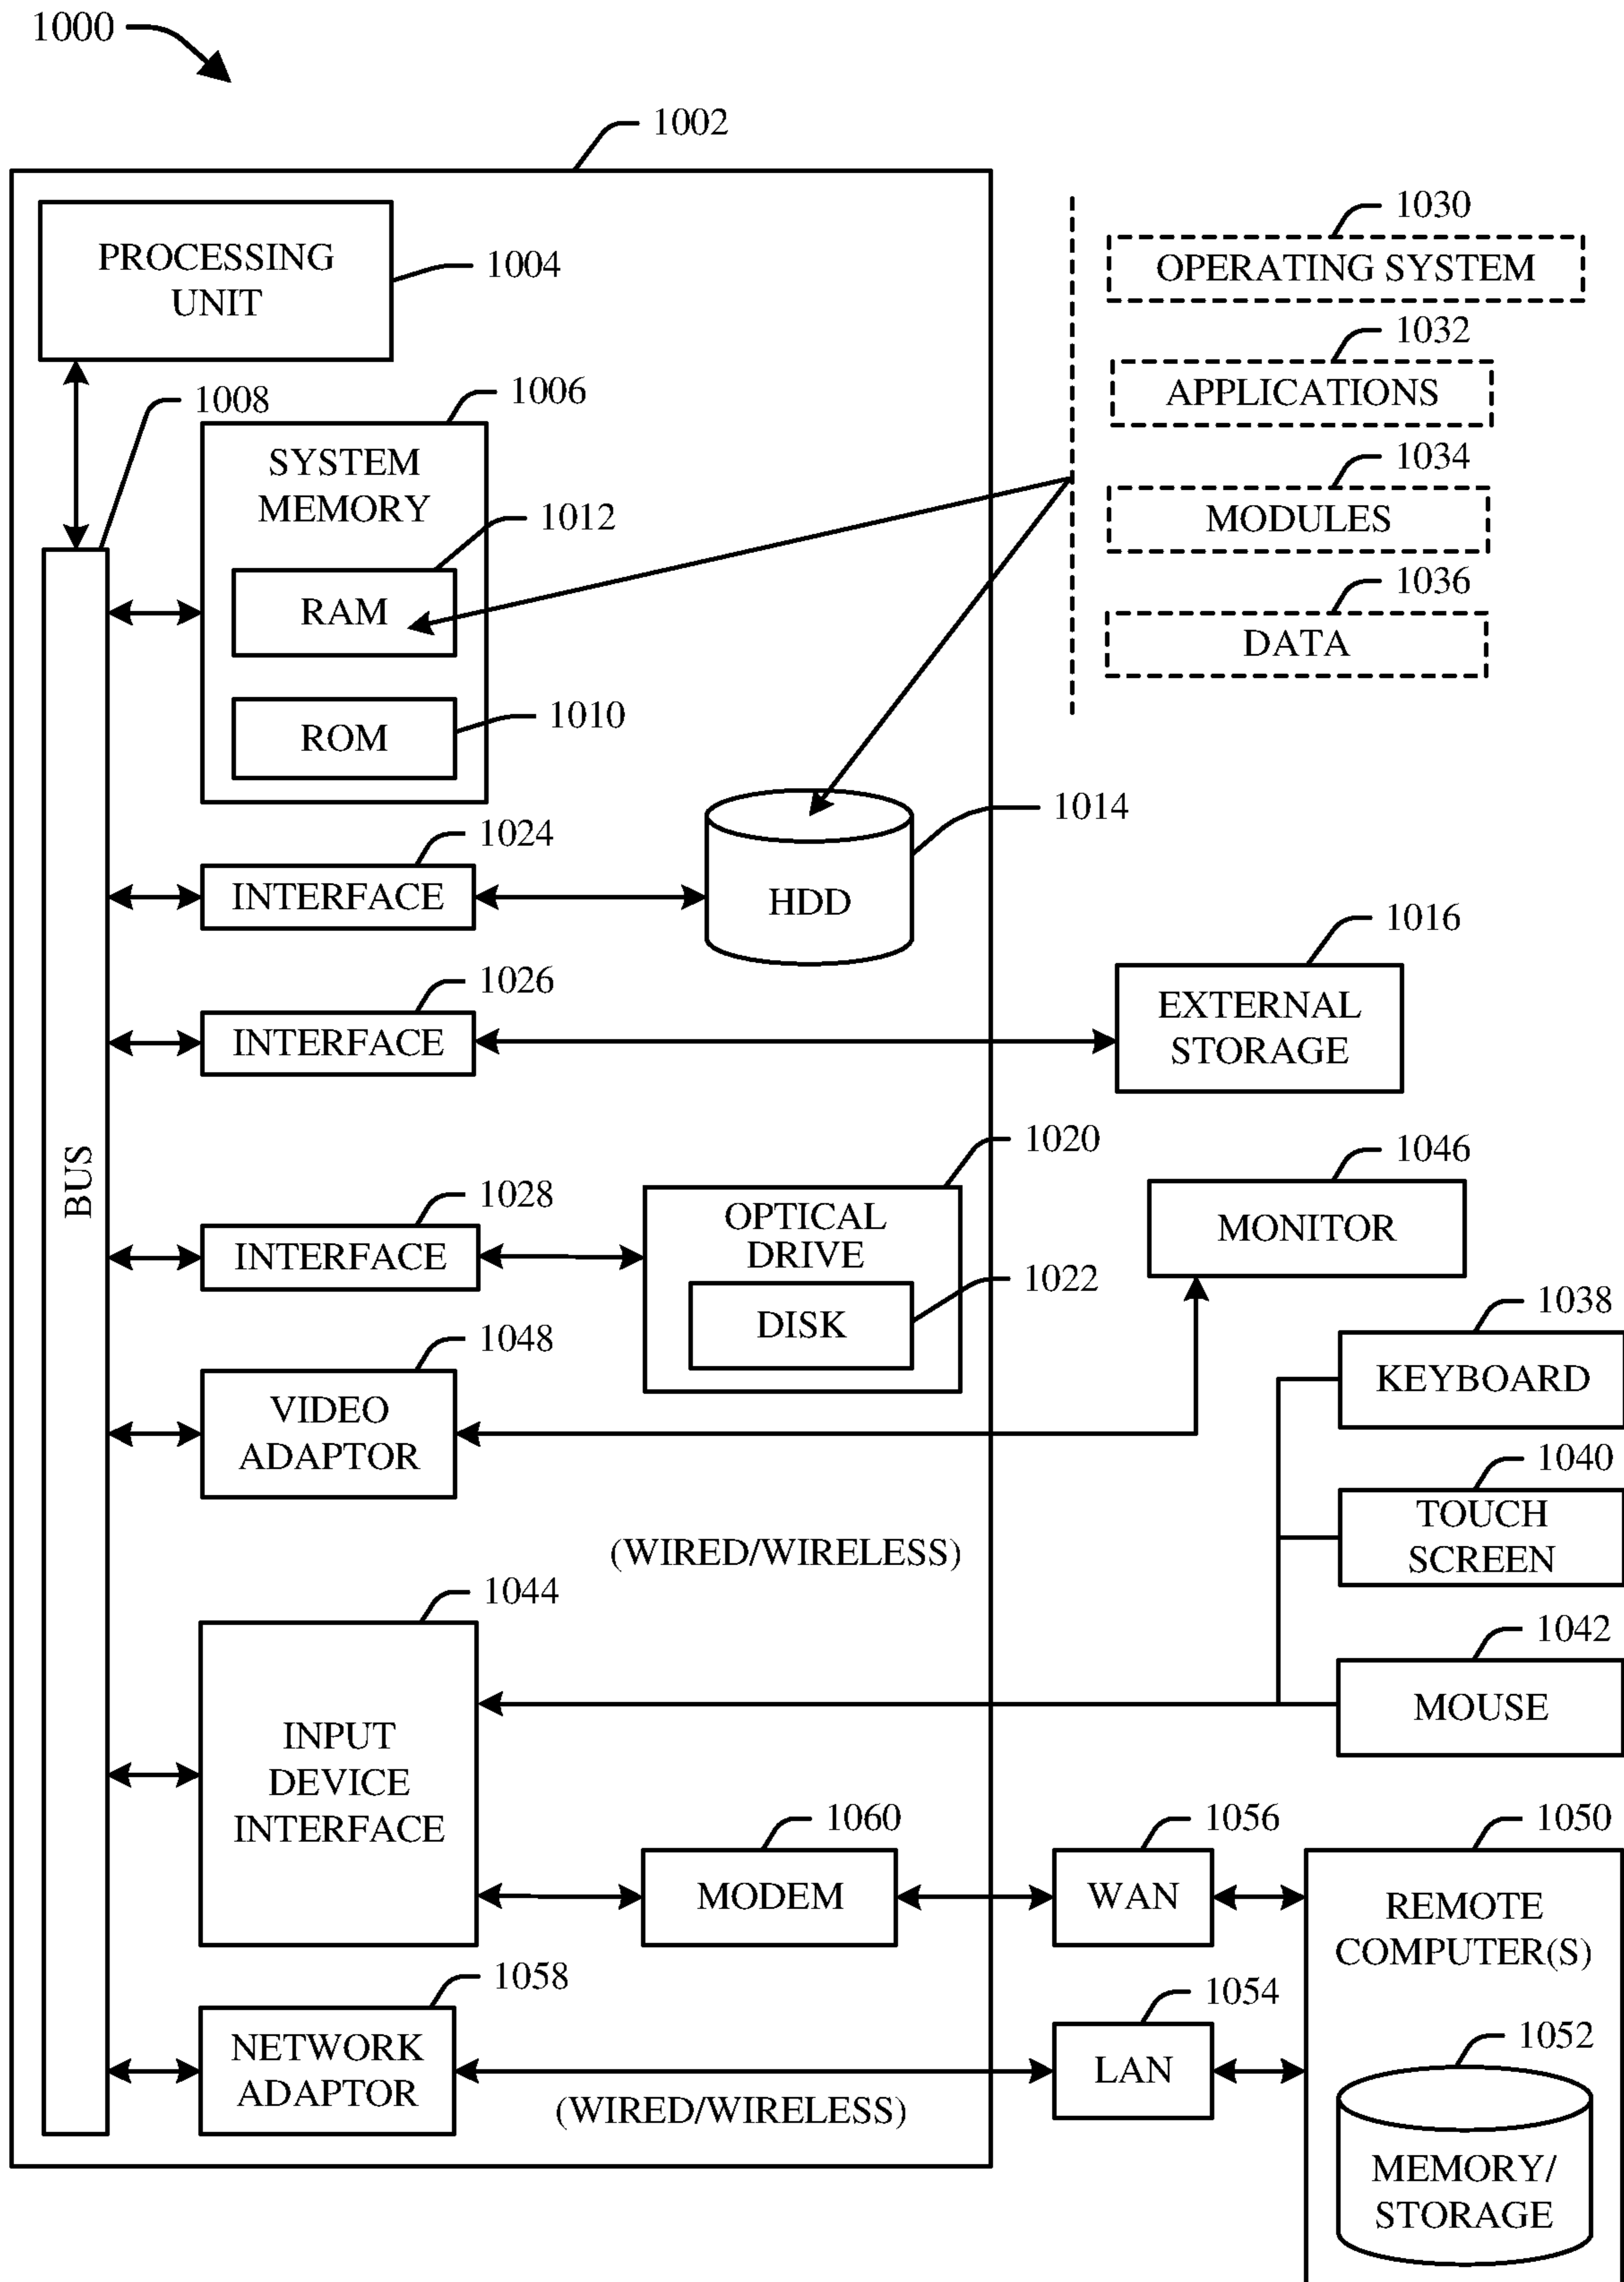 1000
1002
PROCESSING
UNIT
1004
1030
OPERATING SYSTEM
1032
APPLICATIONS
1034
MODULES
1036
DATA
1008
1006
SYSTEM
MEMORY
1012
RAM
1010
ROM
1014
HDD
1024
INTERFACE
1016
EXTERNAL
STORAGE
1026
INTERFACE
BUS
1020
OPTICAL
DRIVE
1022
DISK
1028
INTERFACE
1046
MONITOR
1048
VIDEO
ADAPTOR
1038
KEYBOARD
1040
TOUCH
SCREEN
(WIRED/WIRELESS)
1044
INPUT
DEVICE
INTERFACE
1042
MOUSE
1060
MODEM
1056
WAN
1050
REMOTE
COMPUTER(S)
1058
NETWORK
ADAPTOR
(WIRED/WIRELESS)
1054
LAN
1052
MEMORY/
STORAGE